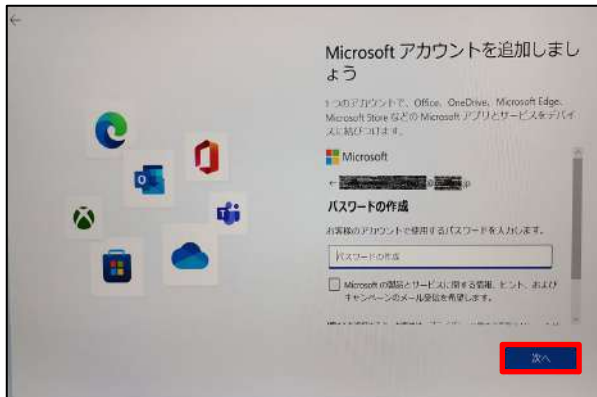 Microsoft アカウントを追加しまし
ょう
1 つのアカウントで、Office、OneDrive、Microsoft Edge、
Microsoft Store などの Microsoft アプリとサービスをデバイ
スに結びつけます。
Microsoft
パスワードの作成
お客様のアカウントで使用するパスワードを入力します。
パスワードの作成
Microsoft の製品とサービスに関する情報、ヒント、および
キャンペーンのメール受信を希望します。
次へ